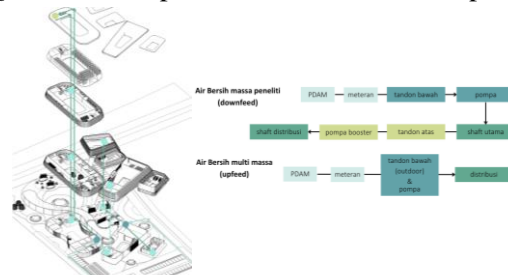 Air Bersih massa peneliti
(downfeed)
PDAM
meteran
tandon bawah
pompa
shaft distribusi
pompa booster
tandon atas
shaft utama
Air Bersih multi massa
(upfeed)
PDAM
meteran
tandon bawah
(outdoor)
&
pompa
distribusi